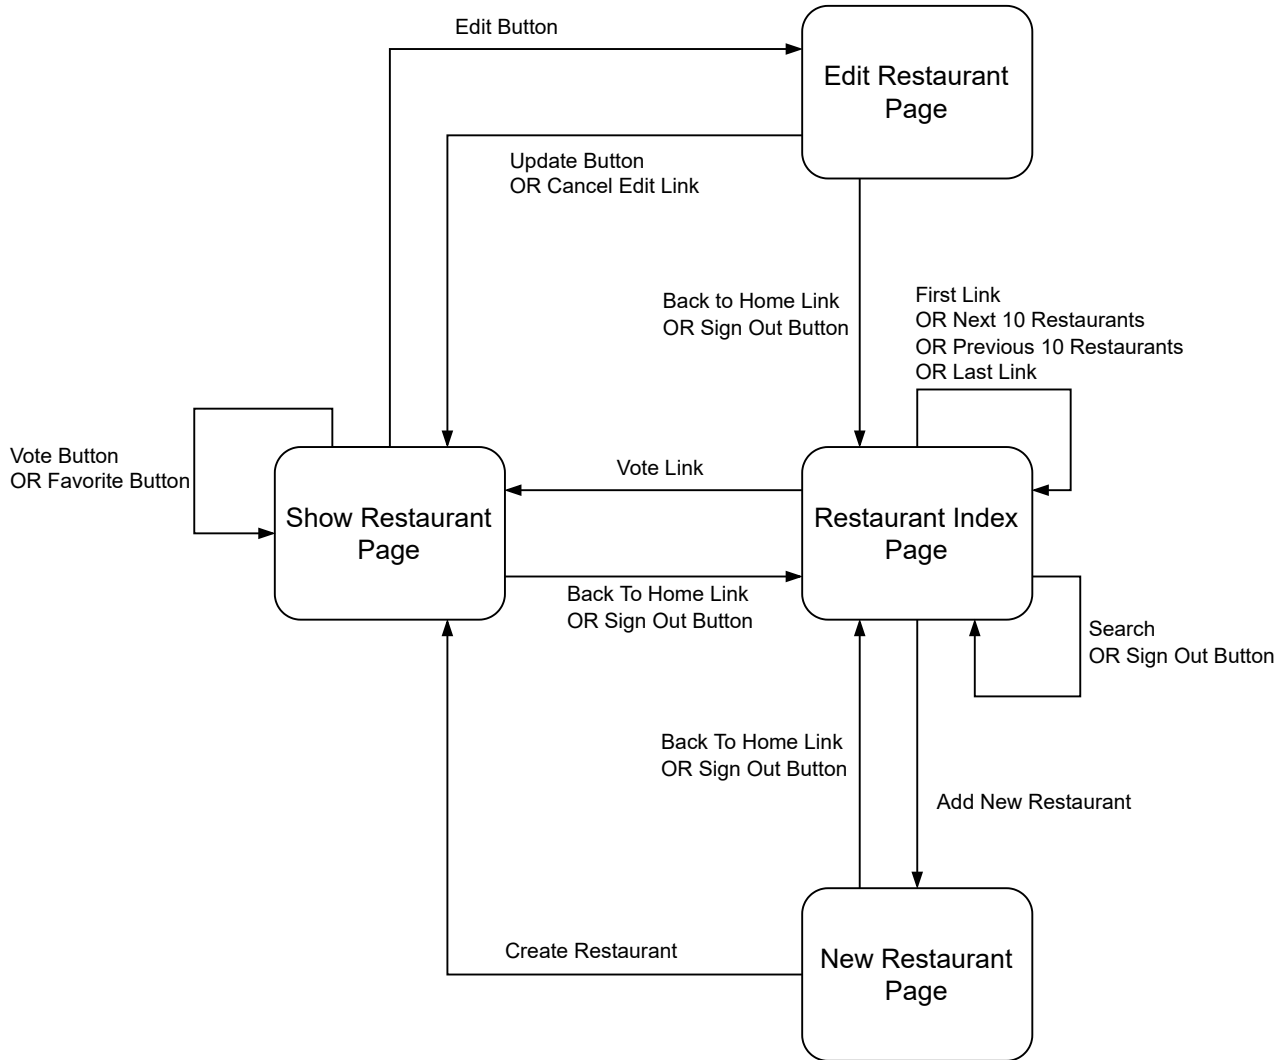 Edit Button
Edit Restaurant
Page
Update Button
OR Cancel Edit Link
Back to Home Link
OR Sign Out Button
First Link
OR Next 10 Restaurants
OR Previous 10 Restaurants
OR Last Link
Vote Button
OR Favorite Button
Show Restaurant
Page
Vote Link
Restaurant Index
Page
Back To Home Link
OR Sign Out Button
Search
OR Sign Out Button
Back To Home Link
OR Sign Out Button
Add New Restaurant
Create Restaurant
New Restaurant
Page